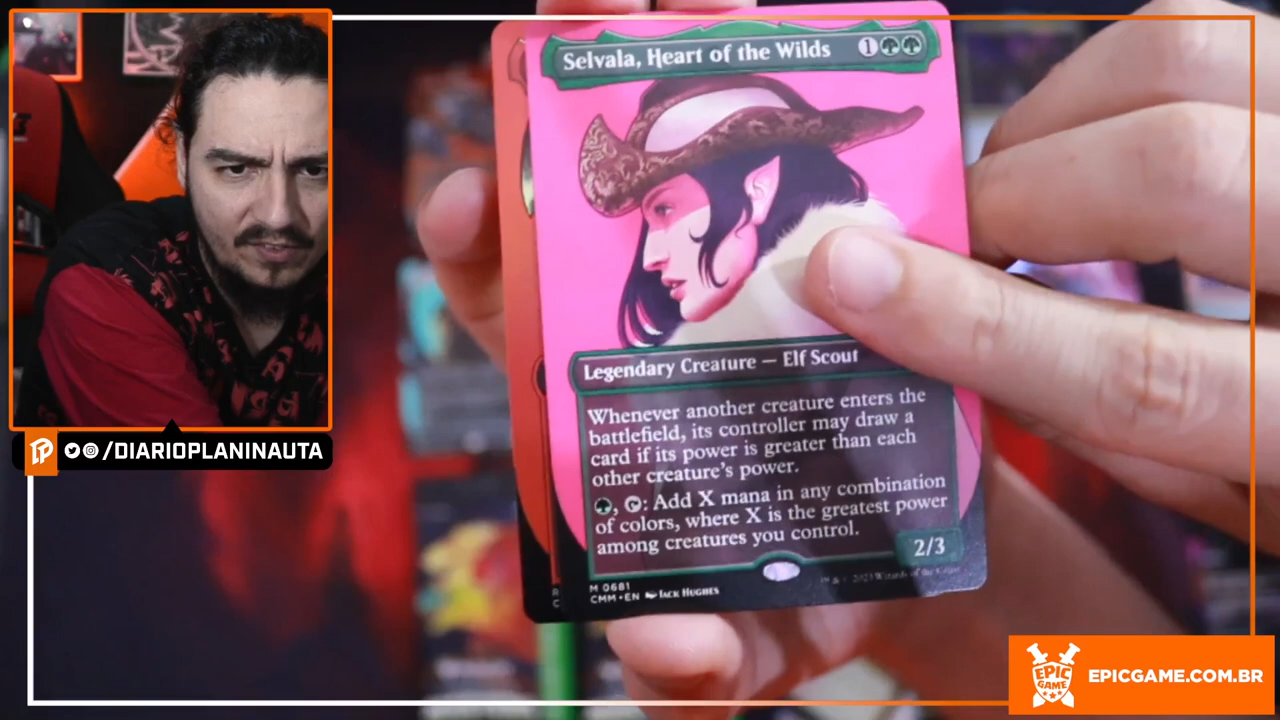 Selvala, Heart of the Wilds 1
Legendary Creature — Elf Scout
Whenever another creature enters the
battlefield, its controller may draw a
card if its power is greater than each
other creature's power.
, : Add X mana in any combination
of colors, where X is the greatest power
among creatures you control.
2/3
M 0681
CMM • EN Jack Hughes
/DIARIOPLANINAUTA
EPIC
GAME
EPICGAME.COM.BR